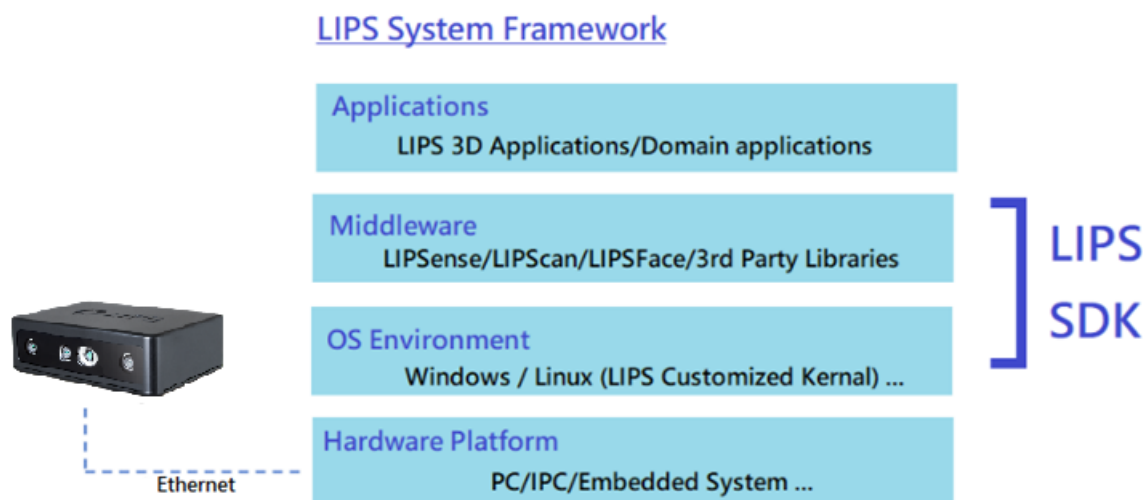 LIPS System Framework
Applications
LIPS 3D Applications/Domain applications
Middleware
LIPSense/LIPScan/LIPSFace/3rd Party Libraries
LIPS
SDK
OS Environment
Windows / Linux (LIPS Customized Kernal) ...
Hardware Platform
PC/IPC/Embedded System ...
Ethernet